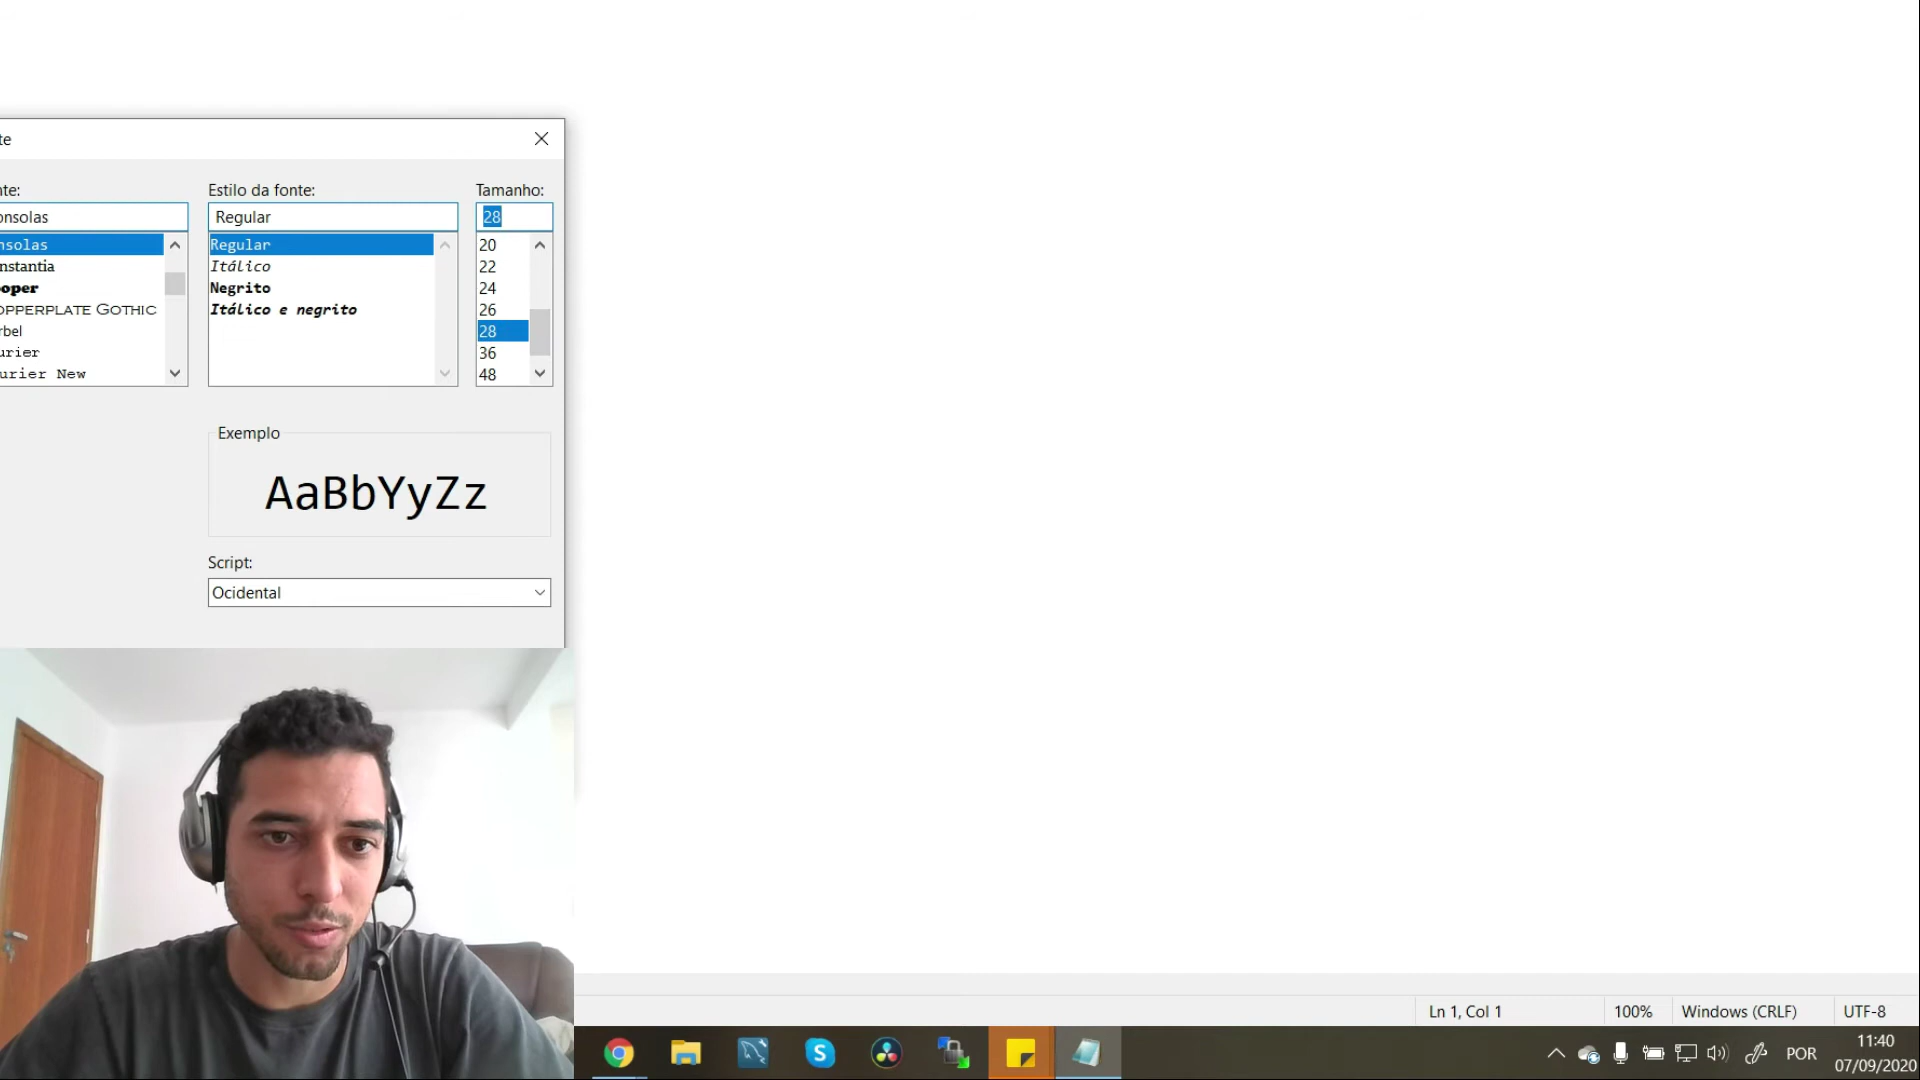 te
nte:
Estilo da fonte:
Tamanho:
onsolas
Regular
28
nsolas
nstantia
oper
OPPERPLATE GOTHIC
rbel
urier
urier New
Regular
Itálico
Negrito
Itálico e negrito
20
22
24
26
28
36
48
Exemplo
AaBbYyZz
Script:
Ocidental
Ln 1, Col 1
100%
Windows (CRLF)
UTF-8
POR
11:40
07/09/2020